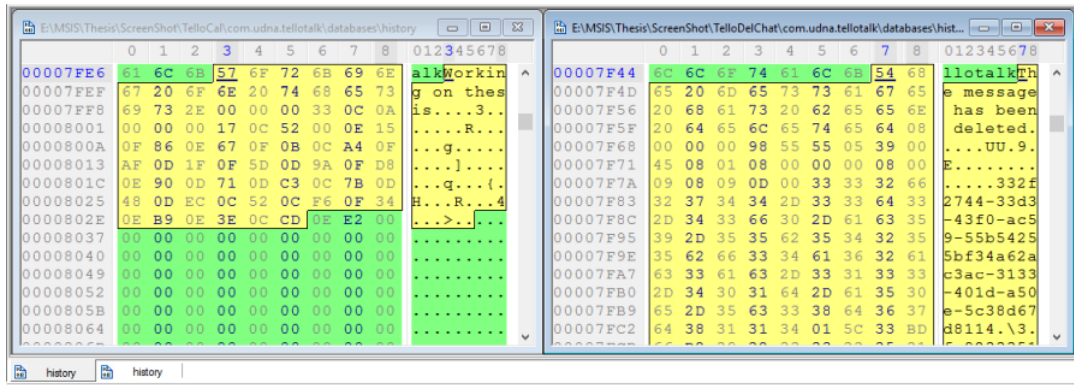 E:\MSIS\Thesis\ScreenShot\TelloCal\com.udna.tellotalk\databases\history
0 1 2 3 4 5 6 7 8 012345678
00007FE6 61 6C 6B 57 6F 72 6B 69 6E alkWorkin
00007FEF 67 20 6F 6E 20 74 68 65 73 g on thes
00007FF8 69 73 2E 00 00 00 33 0C 0A is....3..
00008001 00 00 00 17 0C 52 00 0E 15 .....R...
0000800A 0F 86 0E 67 0F 0B 0C A4 0F ...g.....
00008013 AF 0D 1F 0F 5D 0D 9A 0F D8 ....]....
0000801C 0E 90 0D 71 0D C3 0C 7B 0D ...q...{.
00008025 48 0D EC 0C 52 0C F6 0F 34 H...R...4
0000802E 0E B9 0E 3E 0C CD 0E E2 00 ...>.....
00008037 00 00 00 00 00 00 00 00 00 .........
00008040 00 00 00 00 00 00 00 00 00 .........
00008049 00 00 00 00 00 00 00 00 00 .........
00008052 00 00 00 00 00 00 00 00 00 .........
0000805B 00 00 00 00 00 00 00 00 00 .........
00008064 00 00 00 00 00 00 00 00 00 .........
E:\MSIS\Thesis\ScreenShot\TelloDelChat\com.udna.tellotalk\databases\hist...
0 1 2 3 4 5 6 7 8 012345678
00007F44 6C 6C 6F 74 61 6C 6B 54 68 llotalkTh
00007F4D 65 20 6D 65 73 73 61 67 65 e message
00007F56 20 68 61 73 20 62 65 65 6E has been
00007F5F 20 64 65 6C 65 74 65 64 08 deleted.
00007F68 00 00 00 98 55 55 05 39 00 ....UU.9.
00007F71 45 08 01 08 00 00 00 08 00 E........
00007F7A 09 08 09 0D 00 33 33 32 66 .....332f
00007F83 32 37 34 34 2D 33 33 64 33 2744-33d3
00007F8C 2D 34 33 66 30 2D 61 63 35 -43f0-ac5
00007F95 39 2D 35 35 62 35 34 32 35 9-55b5425
00007F9E 35 62 66 33 34 61 36 32 61 5bf34a62a
00007FA7 63 33 61 63 2D 33 31 33 33 c3ac-3133
00007FB0 2D 34 30 31 64 2D 61 35 30 -401d-a50
00007FB9 65 2D 35 63 33 38 64 36 37 e-5c38d67
00007FC2 64 38 31 31 34 01 5C 33 BD d8114.\3.
history history